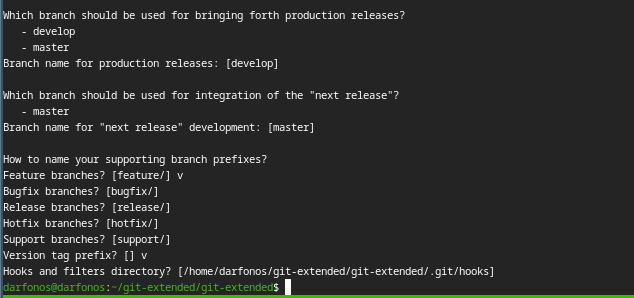 Which branch should be used for bringing forth production releases?
   - develop
   - master
Branch name for production releases: [develop]

Which branch should be used for integration of the "next release"?
   - master
Branch name for "next release" development: [master]

How to name your supporting branch prefixes?
Feature branches? [feature/] v
Bugfix branches? [bugfix/]
Release branches? [release/]
Hotfix branches? [hotfix/]
Support branches? [support/]
Version tag prefix? [] v
Hooks and filters directory? [/home/darfonos/git-extended/git-extended/.git/hooks]
darfonos@darfonos:~/git-extended/git-extended$